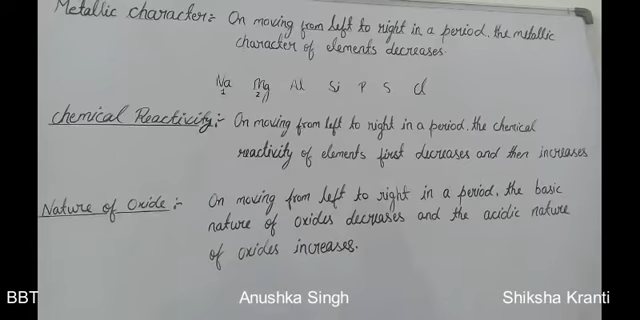 Metallic character:- On moving from left to right in a period, the metallic
character of elements decreases.
Na Mg Al Si P S Cl
1 2
Chemical Reactivity:- On moving from left to right in a period, the chemical
reactivity of elements first decreases and then increases
Nature of Oxide:- On moving from left to right in a period, the basic
nature of oxides decreases and the acidic nature
of oxides increases.
BBT Anushka Singh Shiksha Kranti